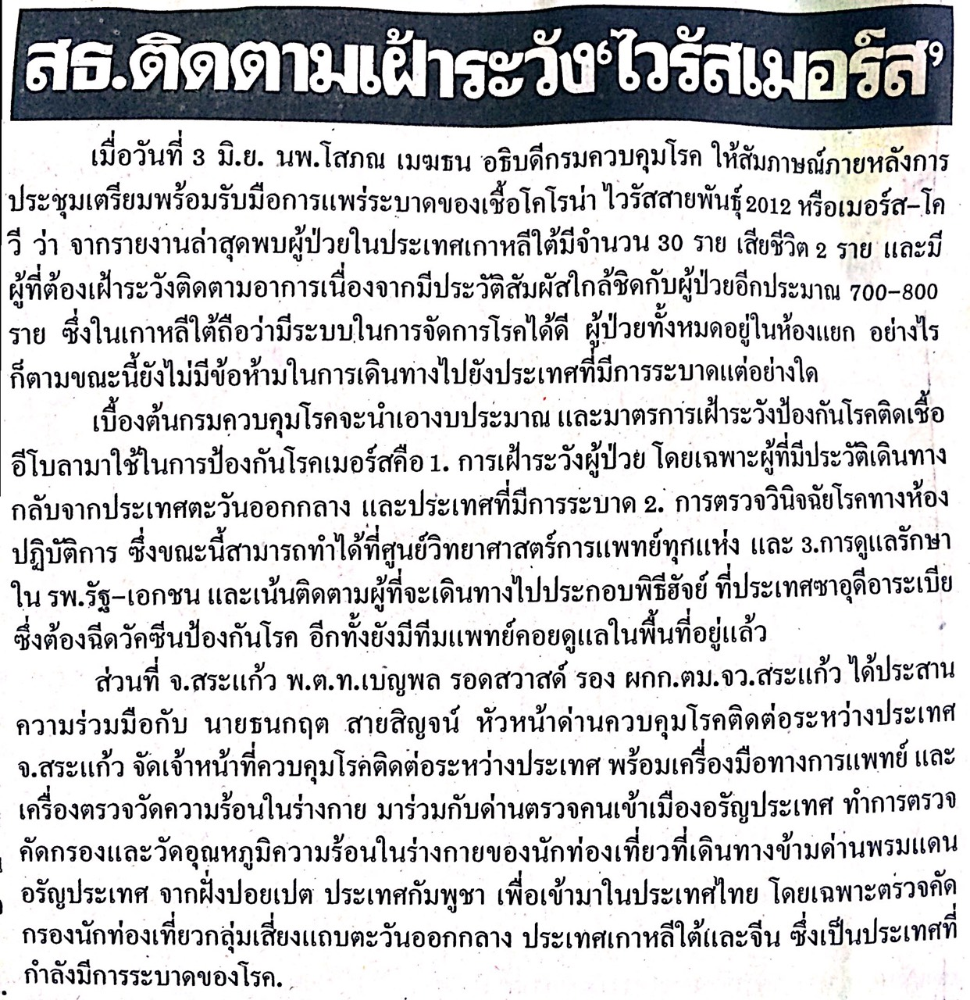 สธ.ติดตามเฝ้าระวัง‘ไวรัสเมอร์ส’
เมื่อวันที่ 3 มิ.ย. นพ.โสภณ เมฆธน อธิบดีกรมควบคุมโรค ให้สัมภาษณ์ภายหลังการ
ประชุมเตรียมพร้อมรับมือการแพร่ระบาดของเชื้อโคโรน่า ไวรัสสายพันธุ์ 2012 หรือเมอร์ส-โค
วี ว่า จากรายงานล่าสุดพบผู้ป่วยในประเทศเกาหลีใต้มีจำนวน 30 ราย เสียชีวิต 2 ราย และมี
ผู้ที่ต้องเฝ้าระวังติดตามอาการเนื่องจากมีประวัติสัมผัสใกล้ชิดกับผู้ป่วยอีกประมาณ 700-800
ราย ซึ่งในเกาหลีใต้ถือว่ามีระบบในการจัดการโรคได้ดี ผู้ป่วยทั้งหมดอยู่ในห้องแยก อย่างไร
ก็ตามขณะนี้ยังไม่มีข้อห้ามในการเดินทางไปยังประเทศที่มีการระบาดแต่อย่างใด
เบื้องต้นกรมควบคุมโรคจะนำเอางบประมาณ และมาตรการเฝ้าระวังป้องกันโรคติดเชื้อ
อีโบลามาใช้ในการป้องกันโรคเมอร์สคือ 1. การเฝ้าระวังผู้ป่วย โดยเฉพาะผู้ที่มีประวัติเดินทาง
กลับจากประเทศตะวันออกกลาง และประเทศที่มีการระบาด 2. การตรวจวินิจฉัยโรคทางห้อง
ปฏิบัติการ ซึ่งขณะนี้สามารถทำได้ที่ศูนย์วิทยาศาสตร์การแพทย์ทุกแห่ง และ 3.การดูแลรักษา
ใน รพ.รัฐ-เอกชน และเน้นติดตามผู้ที่จะเดินทางไปประกอบพิธีฮัจย์ ที่ประเทศซาอุดีอาระเบีย
ซึ่งต้องฉีดวัคซีนป้องกันโรค อีกทั้งยังมีทีมแพทย์คอยดูแลในพื้นที่อยู่แล้ว
ส่วนที่ จ.สระแก้ว พ.ต.ท.เบญพล รอดสวาสดิ์ รอง ผกก.ตม.จว.สระแก้ว ได้ประสาน
ความร่วมมือกับ นายธนกฤต สายสิญจน์ หัวหน้าด่านควบคุมโรคติดต่อระหว่างประเทศ
จ.สระแก้ว จัดเจ้าหน้าที่ควบคุมโรคติดต่อระหว่างประเทศ พร้อมเครื่องมือทางการแพทย์ และ
เครื่องตรวจวัดความร้อนในร่างกาย มาร่วมกับด่านตรวจคนเข้าเมืองอรัญประเทศ ทำการตรวจ
คัดกรองและวัดอุณหภูมิความร้อนในร่างกายของนักท่องเที่ยวที่เดินทางข้ามด่านพรมแดน
อรัญประเทศ จากฝั่งปอยเปต ประเทศกัมพูชา เพื่อเข้ามาในประเทศไทย โดยเฉพาะตรวจคัด
กรองนักท่องเที่ยวกลุ่มเสี่ยงแถบตะวันออกกลาง ประเทศเกาหลีใต้และจีน ซึ่งเป็นประเทศที่
กำลังมีการระบาดของโรค.